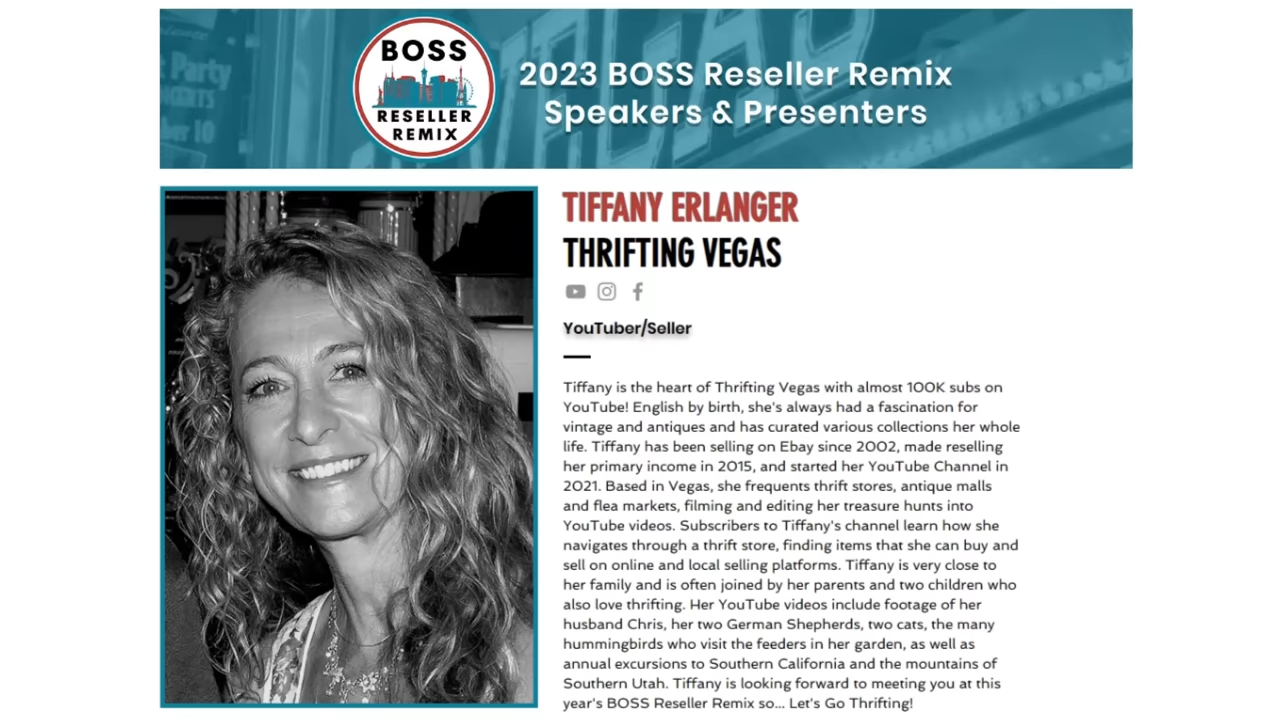 BOSS
RESELLER
REMIX
2023 BOSS Reseller Remix
Speakers & Presenters
TIFFANY ERLANGER
THRIFTING VEGAS
YouTuber/Seller
Tiffany is the heart of Thrifting Vegas with almost 100K subs on
YouTube! English by birth, she's always had a fascination for
vintage and antiques and has curated various collections her whole
life. Tiffany has been selling on Ebay since 2002, made reselling
her primary income in 2015, and started her YouTube Channel in
2021. Based in Vegas, she frequents thrift stores, antique malls
and flea markets, filming and editing her treasure hunts into
YouTube videos. Subscribers to Tiffany's channel learn how she
navigates through a thrift store, finding items that she can buy and
sell on online and local selling platforms. Tiffany is very close to
her family and is often joined by her parents and two children who
also love thrifting. Her YouTube videos include footage of her
husband Chris, her two German Shepherds, two cats, the many
hummingbirds who visit the feeders in her garden, as well as
annual excursions to Southern California and the mountains of
Southern Utah. Tiffany is looking forward to meeting you at this
year's BOSS Reseller Remix so... Let's Go Thrifting!